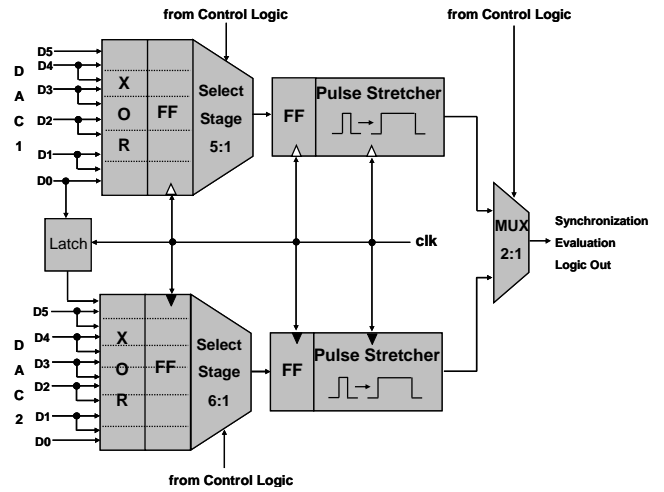 from Control Logic
from Control Logic
D5
D4
D3
D2
D1
D0
D
A
C
1
X
O
R
FF
Select
Stage
5:1
FF
Pulse Stretcher
Latch
clk
MUX
2:1
Synchronization
Evaluation
Logic Out
D5
D4
D3
D2
D1
D0
D
A
C
2
X
O
R
FF
Select
Stage
6:1
FF
Pulse Stretcher
from Control Logic